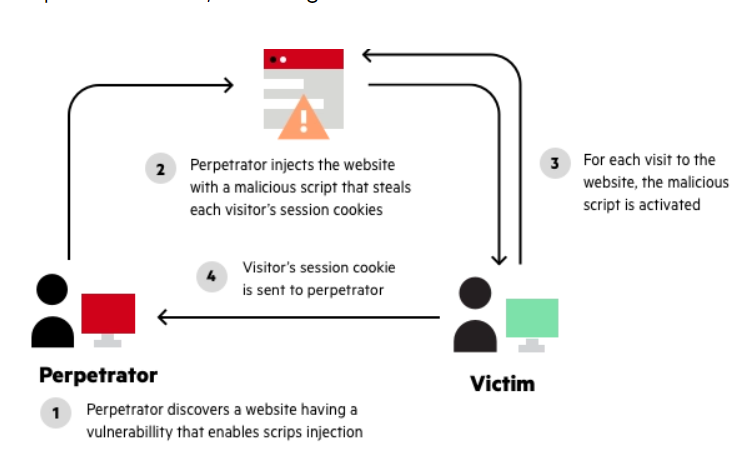 2
Perpetrator injects the website
with a malicious script that steals
each visitor's session cookies
3
For each visit to the
website, the malicious
script is activated
4
Visitor's session cookie
is sent to perpetrator
Perpetrator
Victim
1
Perpetrator discovers a website having a
vulnerabillity that enables scrips injection